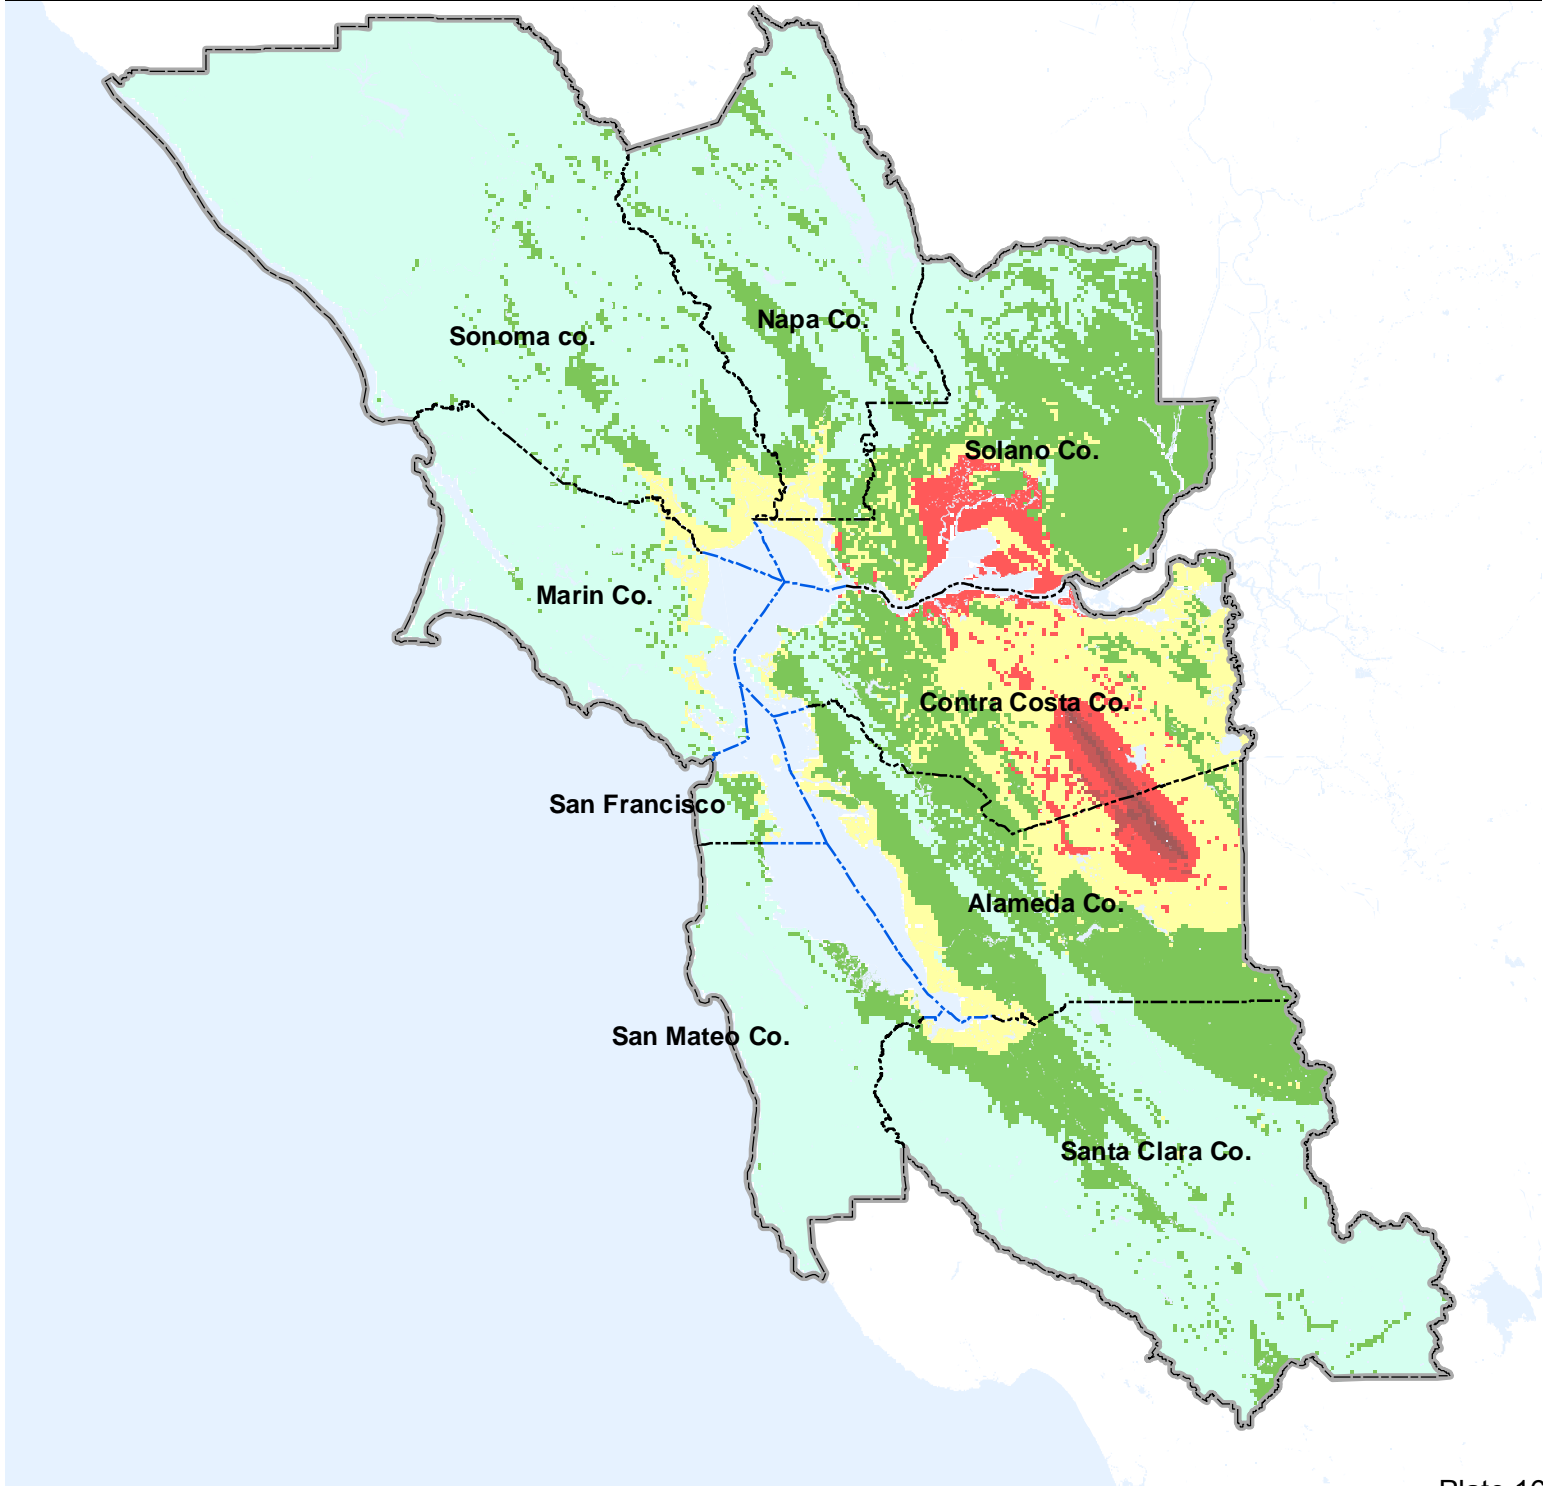 Napa Co.
Sonoma co.
Solano Co.
Marin Co.
Contra Costa Co.
San Francisco
Alameda Co.
San Mateo Co.
Santa Clara Co.